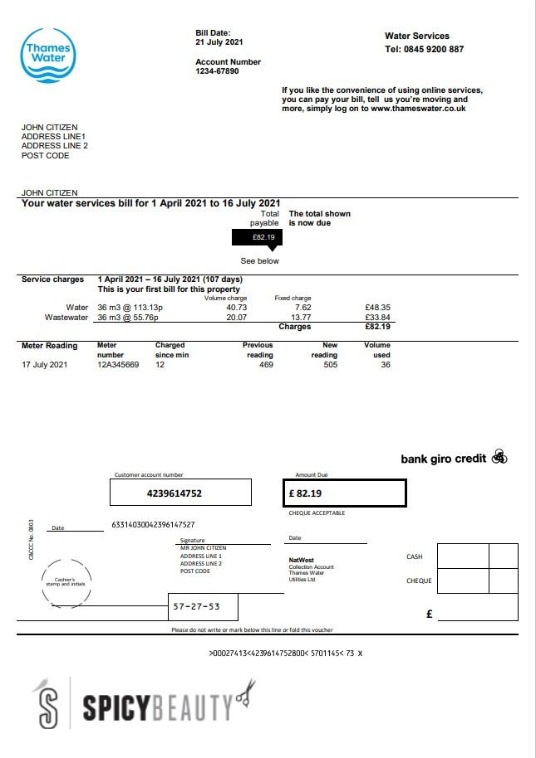 Thames
Water
Bill Date:
21 July 2021
Account Number
1234-67890
Water Services
Tel: 0845 9200 887
If you like the convenience of using online services,
you can pay your bill, tell us you're moving and
more, simply log on to www.thameswater.co.uk
JOHN CITIZEN
ADDRESS LINE1
ADDRESS LINE 2
POST CODE
JOHN CITIZEN
Your water services bill for 1 April 2021 to 16 July 2021
Total The total shown
payable is now due
£82.19
See below
Service charges 1 April 2021 – 16 July 2021 (107 days)
This is your first bill for this property
Volume charge Fixed charge
Water 36 m3 @ 113.13p 40.73 7.62 £48.35
Wastewater 36 m3 @ 55.76p 20.07 13.77 £33.84
Charges £82.19
Meter Reading Meter Charged Previous New Volume
number since min reading reading used
17 July 2021 12A345669 12 469 505 36
bank giro credit
Customer account number Amount Due
4239614752 £ 82.19
CHEQUE ACCEPTABLE
Date 63314030042396147527
Signature Date
MR JOHN CITIZEN
ADDRESS LINE 1
ADDRESS LINE 2
POST CODE
NatWest
Collection Account
Thames Water
Utilities Ltd
CASH
CHEQUE
£
Cashier's
stamp and initials
57-27-53
Please do not write or mark below this line or fold this voucher
>00027413<4239614752800< 5701145< 73 X
S SPICYBEAUTY